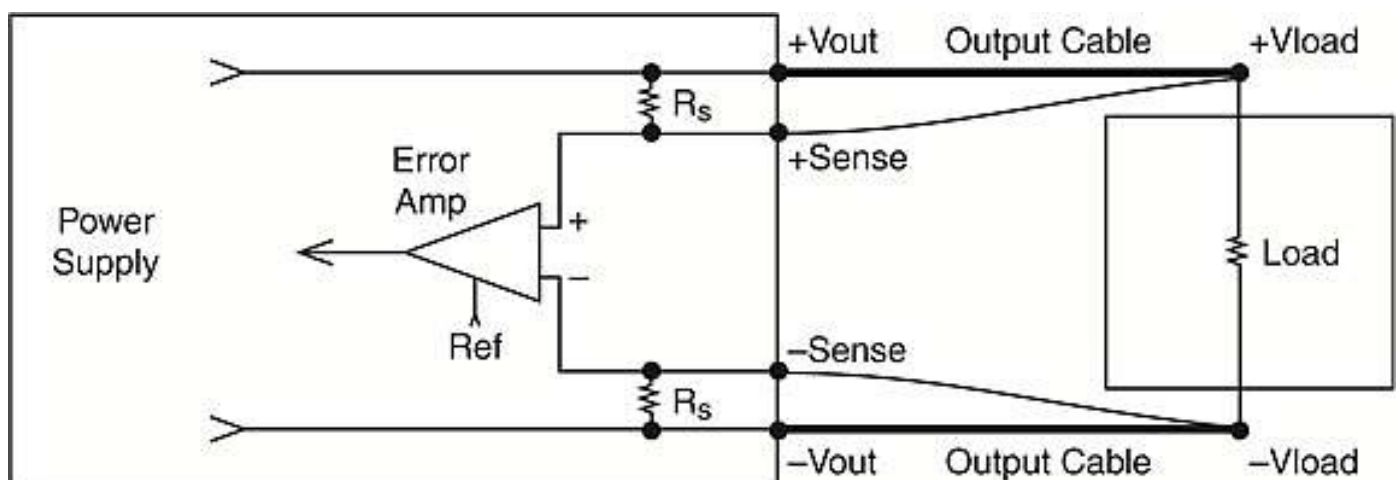 +Vout
Output Cable
+Vload
Rs
+Sense
Error
Amp
+
Power
Supply
–
Load
Ref
–Sense
Rs
–Vout
Output Cable
–Vload